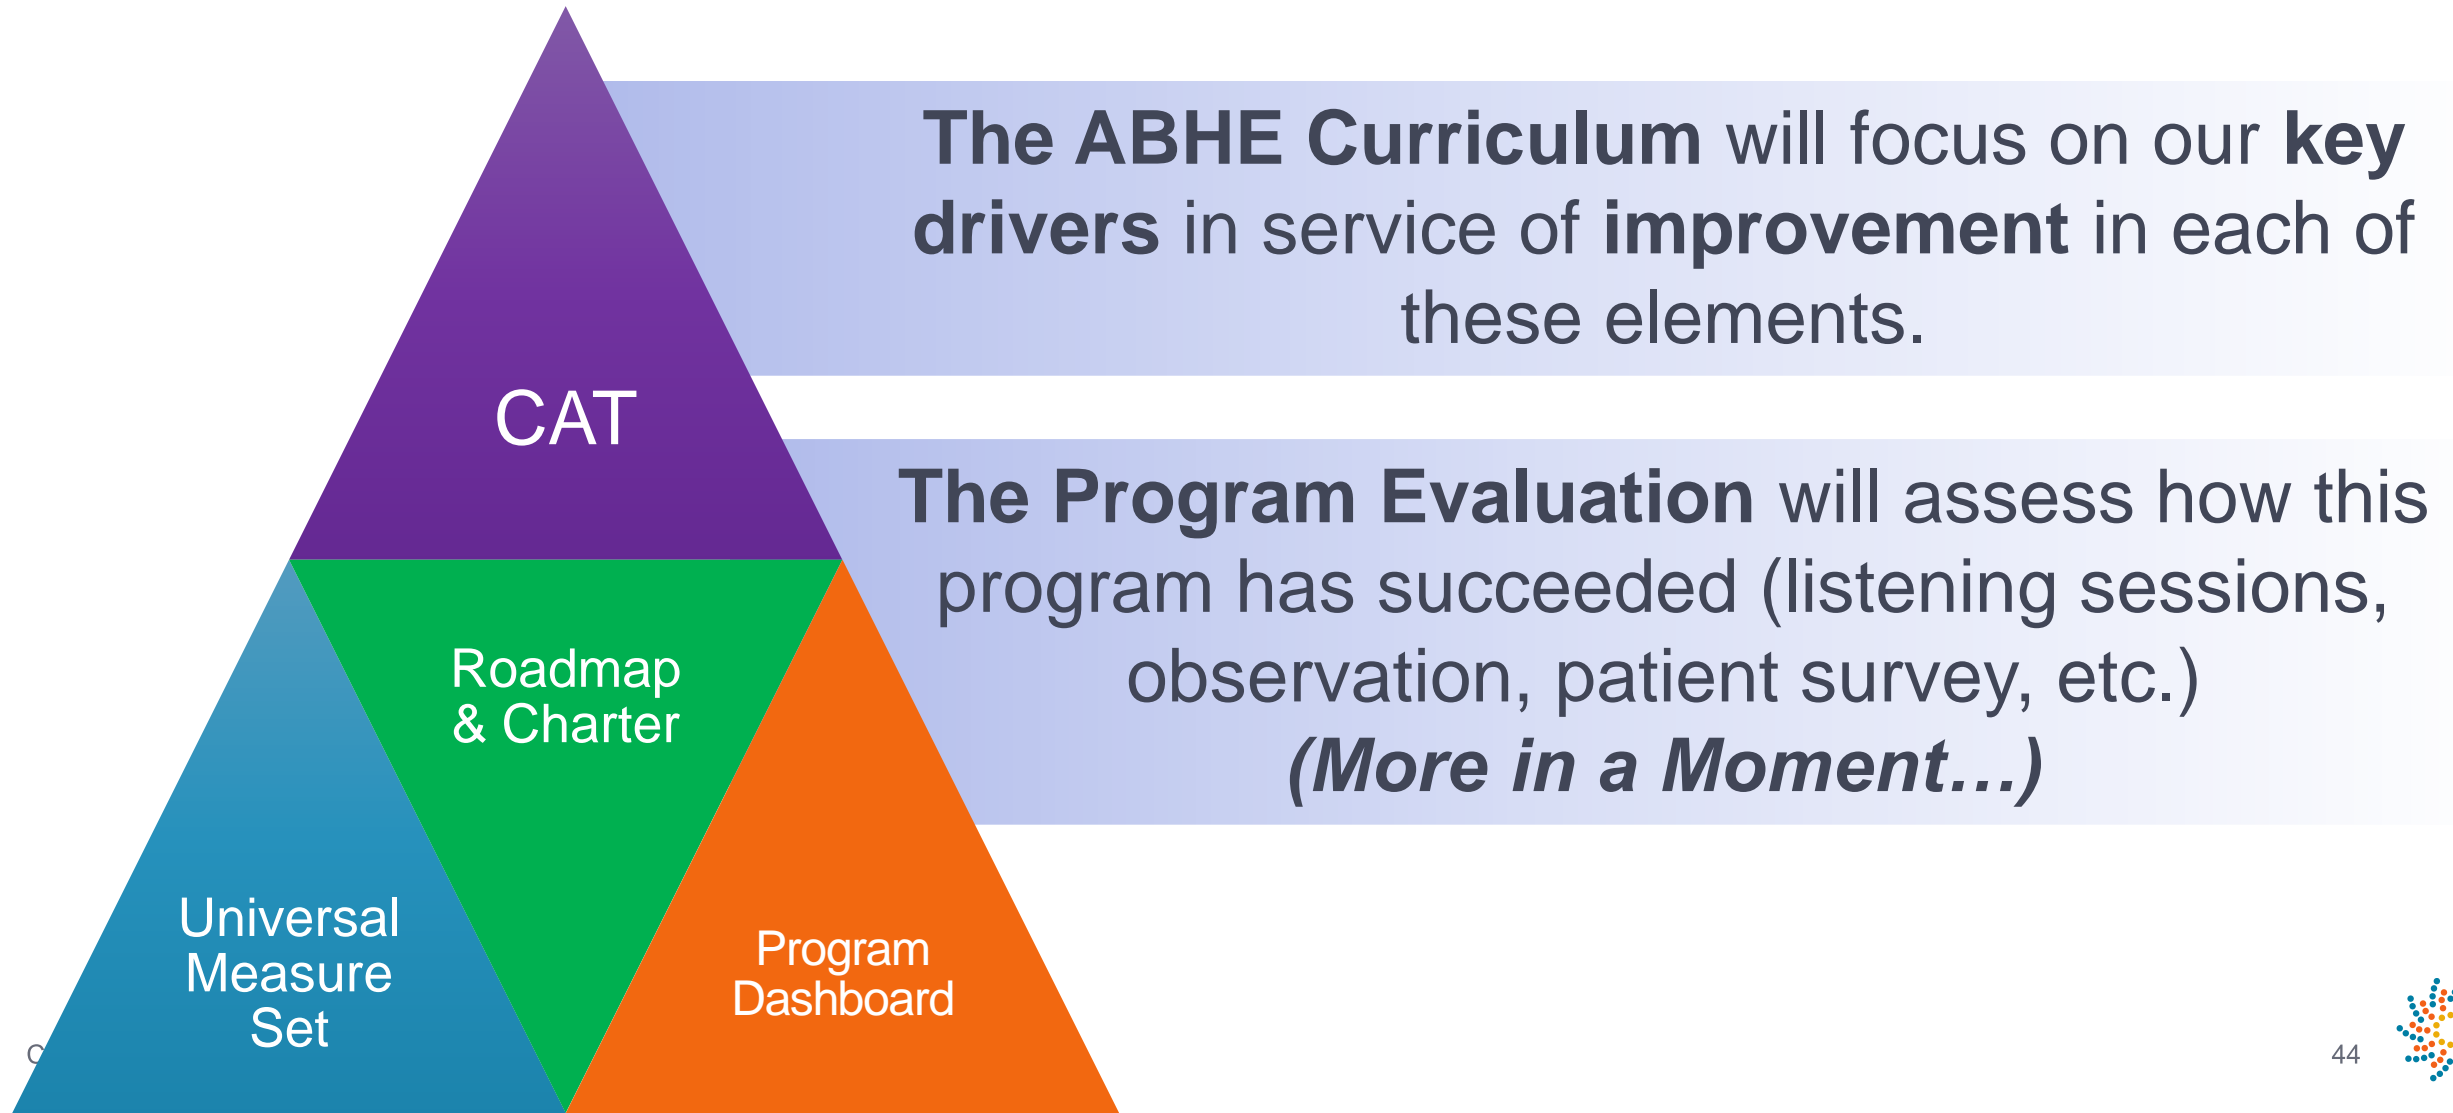 The ABHE Curriculum will focus on our key
drivers in service of improvement in each of
these elements.
CAT
The Program Evaluation will assess how this
program has succeeded (listening sessions,
observation, patient survey, etc.)
(More in a Moment…)
Roadmap
& Charter
Universal
Measure
Set
Program
Dashboard
44